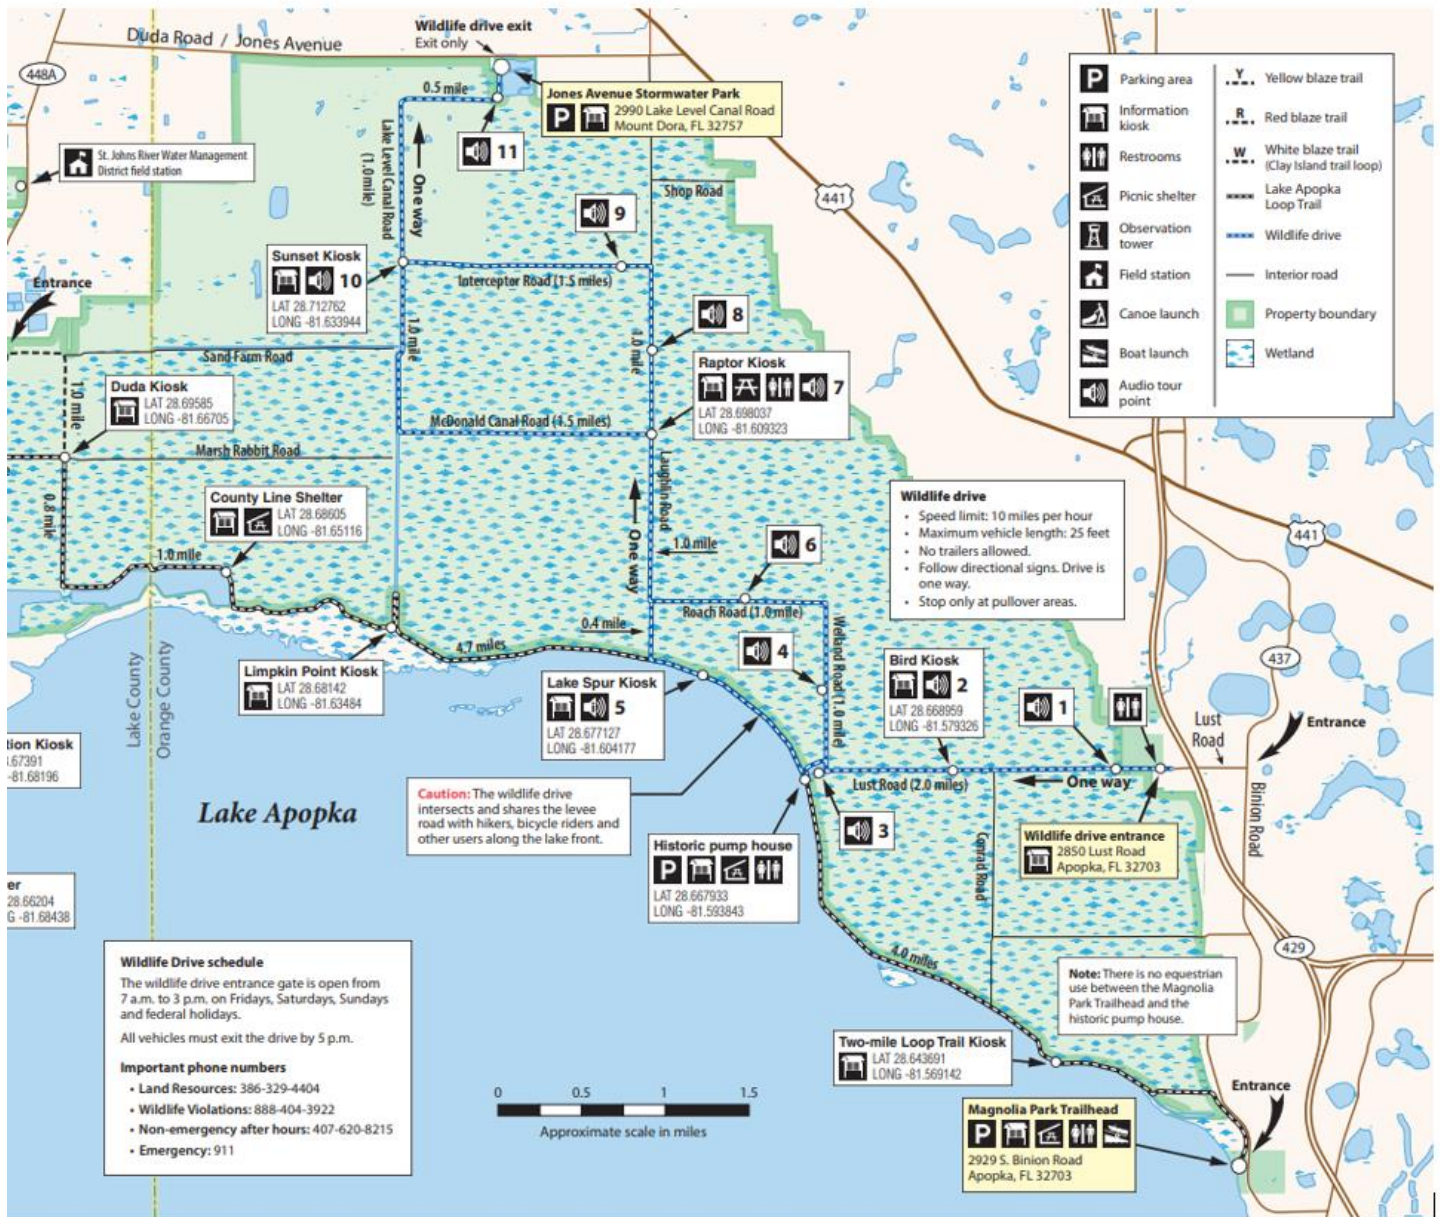 Duda Road / Jones Avenue
Wildlife drive exit
Exit only
448A
0.5 mile
Jones Avenue Stormwater Park
P
2990 Lake Level Canal Road
Mount Dora, FL 32757
11
St. Johns River Water Management
District field station
Lake Level Canal Road
(1.0 mile)
One way
Shop Road
441
9
Sunset Kiosk
10
LAT 28.712762
LONG -81.633944
Interceptor Road (1.5 miles)
Entrance
8
1.0 mile
1.0 mile
Sand Farm Road
Raptor Kiosk
7
LAT 28.698037
LONG -81.609323
1.0 mile
Duda Kiosk
LAT 28.69585
LONG -81.66705
McDonald Canal Road (1.5 miles)
Marsh Rabbit Road
Laughlin Road
0.8 mile
County Line Shelter
LAT 28.68605
LONG -81.65116
One way
1.0 mile
6
1.0 mile
Roach Road (1.0 mile)
0.4 mile
4.7 miles
4
Welland Road (1.0 mile)
Limpkin Point Kiosk
LAT 28.68142
LONG -81.63484
Lake Spur Kiosk
5
LAT 28.677127
LONG -81.604177
Bird Kiosk
2
LAT 28.668959
LONG -81.579326
1
Lake County
Orange County
tion Kiosk
.67391
-81.68196
Lust
Road
Entrance
437
441
Lust Road (2.0 miles)
One way
Binion Road
Lake Apopka
Caution: The wildlife drive
intersects and shares the levee
road with hikers, bicycle riders and
other users along the lake front.
3
Historic pump house
P
LAT 28.667933
LONG -81.593843
Conrad Road
Wildlife drive entrance
2850 Lust Road
Apopka, FL 32703
er
28.66204
G -81.68438
4.0 miles
429
Note: There is no equestrian
use between the Magnolia
Park Trailhead and the
historic pump house.
Two-mile Loop Trail Kiosk
LAT 28.643691
LONG -81.569142
Entrance
Magnolia Park Trailhead
P
2929 S. Binion Road
Apopka, FL 32703
P
Parking area
Information
kiosk
Restrooms
Picnic shelter
Observation
tower
Field station
Canoe launch
Boat launch
Audio tour
point
Y
Yellow blaze trail
R
Red blaze trail
W
White blaze trail
(Clay Island trail loop)
Lake Apopka
Loop Trail
Wildlife drive
Interior road
Property boundary
Wetland
Wildlife drive
• Speed limit: 10 miles per hour
• Maximum vehicle length: 25 feet
• No trailers allowed.
• Follow directional signs. Drive is
one way.
• Stop only at pullover areas.
Wildlife Drive schedule
The wildlife drive entrance gate is open from
7 a.m. to 3 p.m. on Fridays, Saturdays, Sundays
and federal holidays.
All vehicles must exit the drive by 5 p.m.
Important phone numbers
• Land Resources: 386-329-4404
• Wildlife Violations: 888-404-3922
• Non-emergency after hours: 407-620-8215
• Emergency: 911
0 0.5 1 1.5
Approximate scale in miles